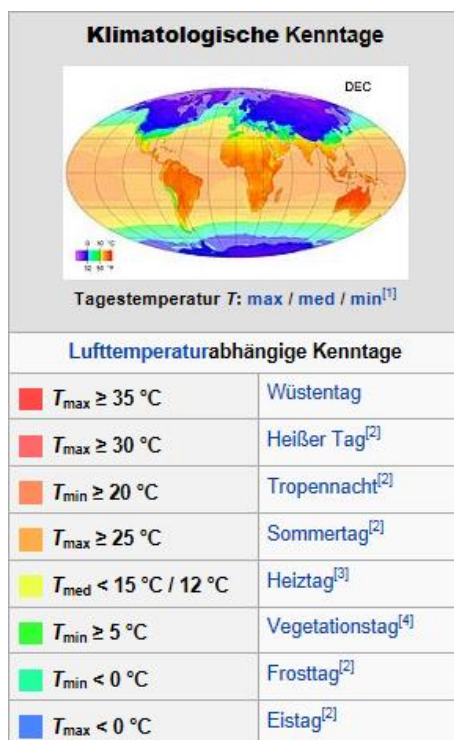 Klimatologische Kenntage
DEC
0
Tagestemperatur T: max / med / min[1]
Lufttemperaturabhängige Kenntage
Tmax ≥ 35 °C Wüstentag
Tmax ≥ 30 °C Heißer Tag[2]
Tmin ≥ 20 °C Tropennacht[2]
Tmax ≥ 25 °C Sommertag[2]
Tmed < 15 °C / 12 °C Heiztag[3]
Tmin ≥ 5 °C Vegetationstag[4]
Tmin < 0 °C Frosttag[2]
Tmax < 0 °C Eistag[2]